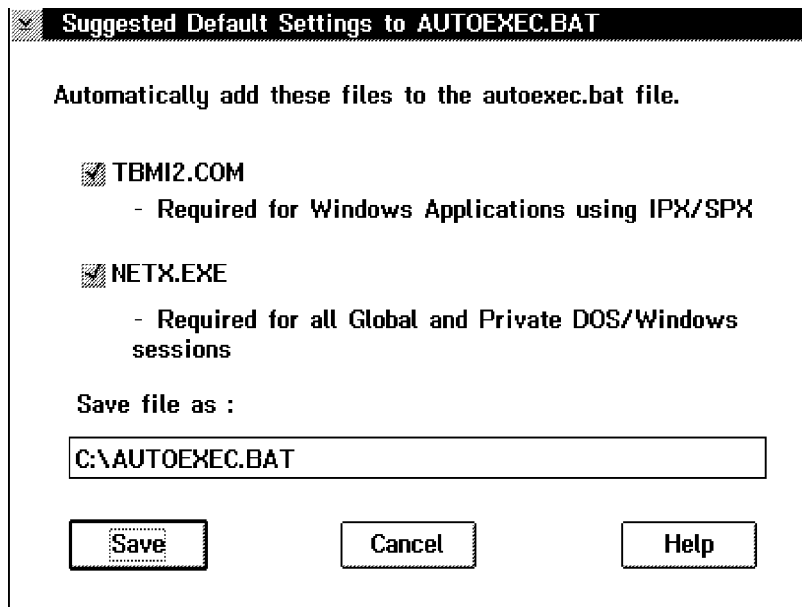 Suggested Default Settings to AUTOEXEC.BAT
Automatically add these files to the autoexec.bat file.
TBMI2.COM
- Required for Windows Applications using IPX/SPX
NETX.EXE
- Required for all Global and Private DOS/Windows
sessions
Save file as :
C:\AUTOEXEC.BAT
Save Cancel Help